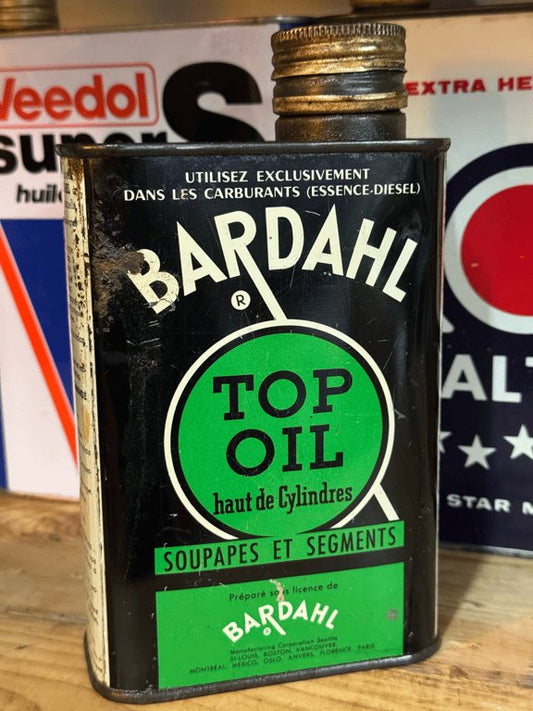 UTILISEZ EXCLUSIVEMENT
DANS LES CARBURANTS (ESSENCE-DIESEL)
BARDAHL
®
TOP
OIL
haut de Cylindres
SOUPAPES ET SEGMENTS
Préparé sous licence de
BARDAHL
Manufacturing Corporation Seattle
ST-LOUIS, BOSTON, VANCOUVER,
MONTRÉAL, MEXICO, OSLO, ANVERS, FLORENCE, PARIS
Veedol
super S
huile
EXTRA HE
ALT
STAR M